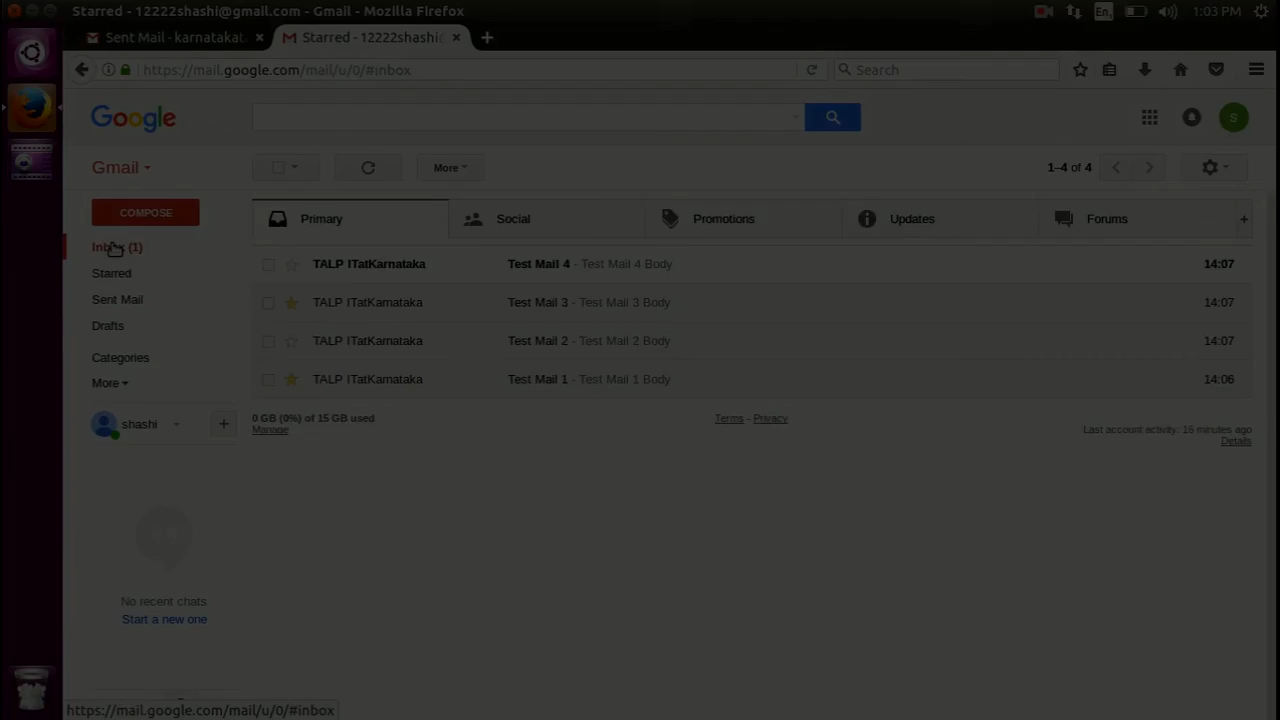 Starred - 12222shashi@gmail.com - Gmail - Mozilla Firefox
En
1:03 PM
Sent Mail - karnatakat
Starred - 12222shashi
https://mail.google.com/mail/u/0/#inbox
Search
Google
S
Gmail
More
1–4 of 4
COMPOSE
Primary
Social
Promotions
Updates
Forums
+
Inbox (1)
Starred
Sent Mail
Drafts
Categories
More
TALP ITatKarnataka Test Mail 4 - Test Mail 4 Body 14:07
TALP ITatKarnataka Test Mail 3 - Test Mail 3 Body 14:07
TALP ITatKarnataka Test Mail 2 - Test Mail 2 Body 14:07
TALP ITatKarnataka Test Mail 1 - Test Mail 1 Body 14:06
shashi
+
0 GB (0%) of 15 GB used
Manage
Terms - Privacy
Last account activity: 15 minutes ago
Details
No recent chats
Start a new one
https://mail.google.com/mail/u/0/#inbox